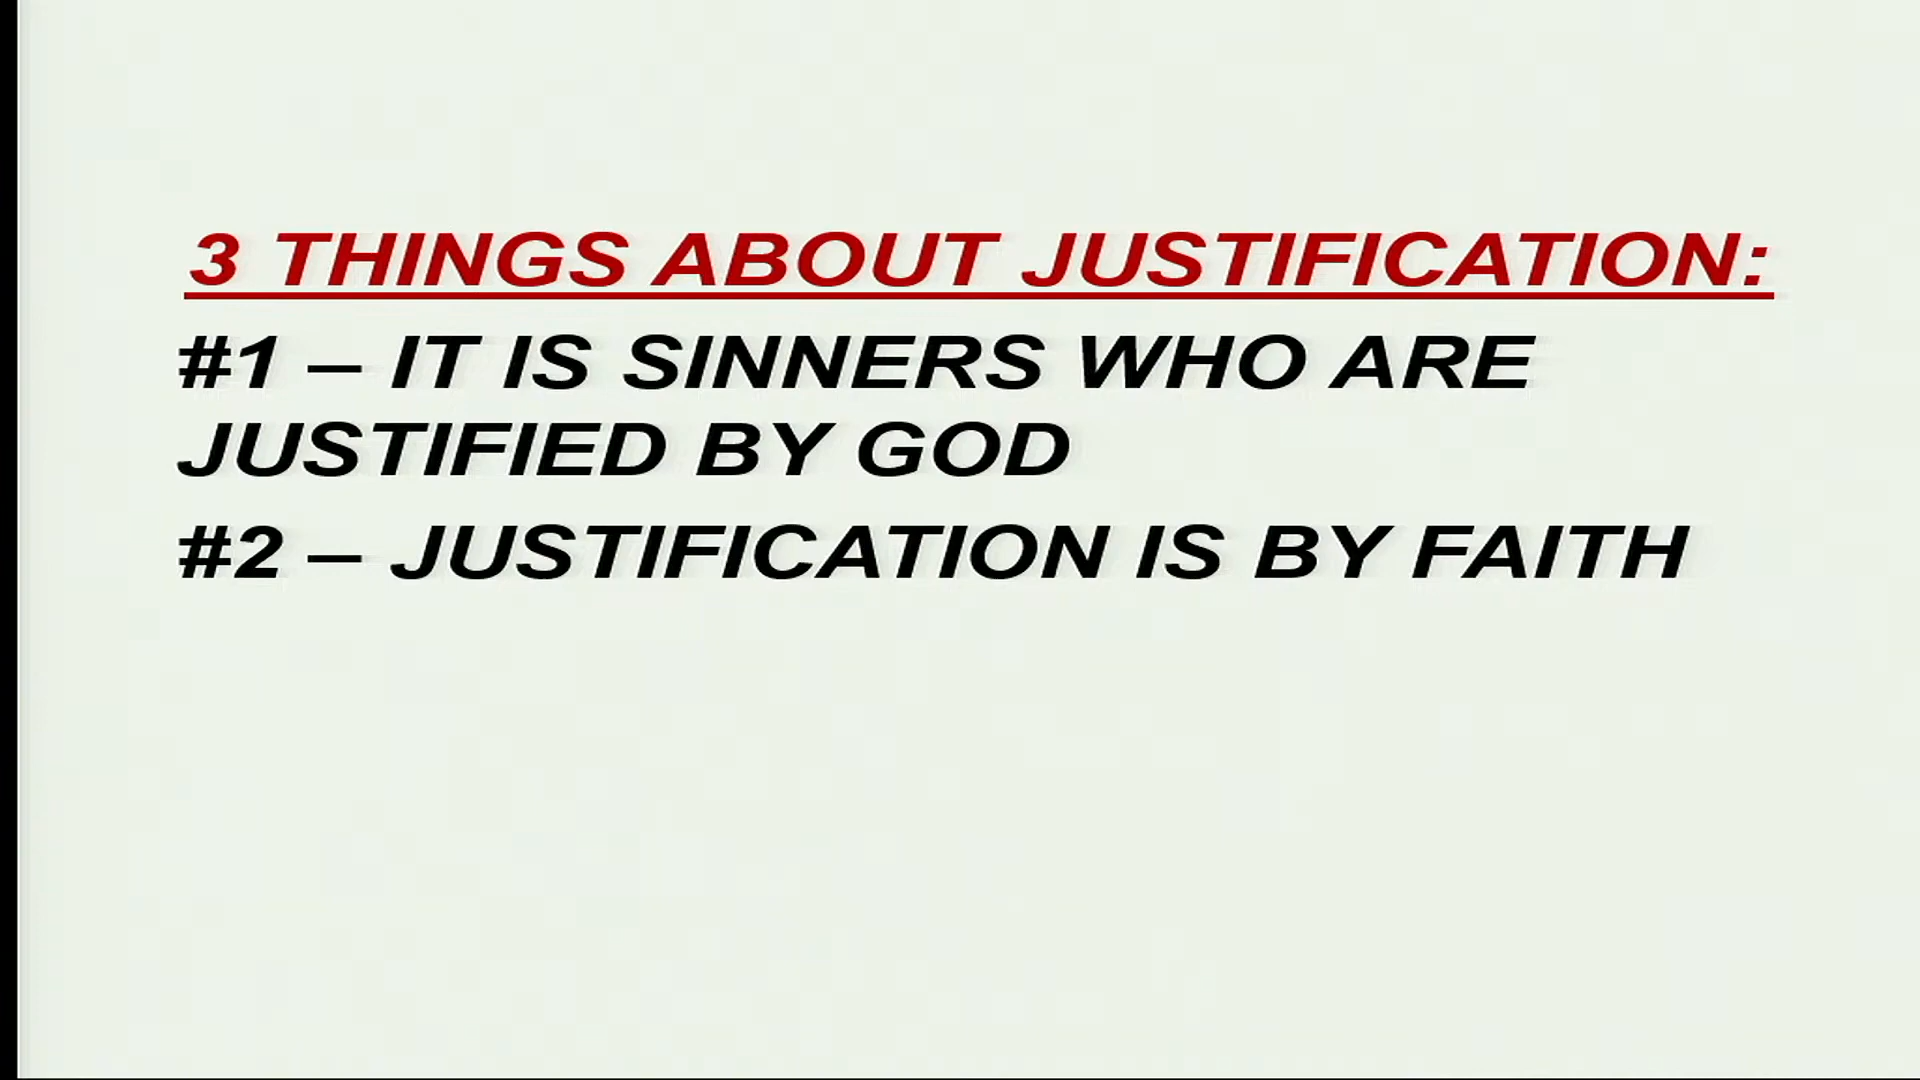 3 THINGS ABOUT JUSTIFICATION:
#1 – IT IS SINNERS WHO ARE
JUSTIFIED BY GOD
#2 – JUSTIFICATION IS BY FAITH